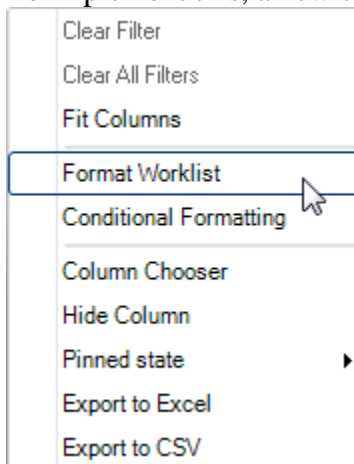 Clear Filter
Clear All Filters
Fit Columns
Format Worklist
Conditional Formatting
Column Chooser
Hide Column
Pinned state
Export to Excel
Export to CSV